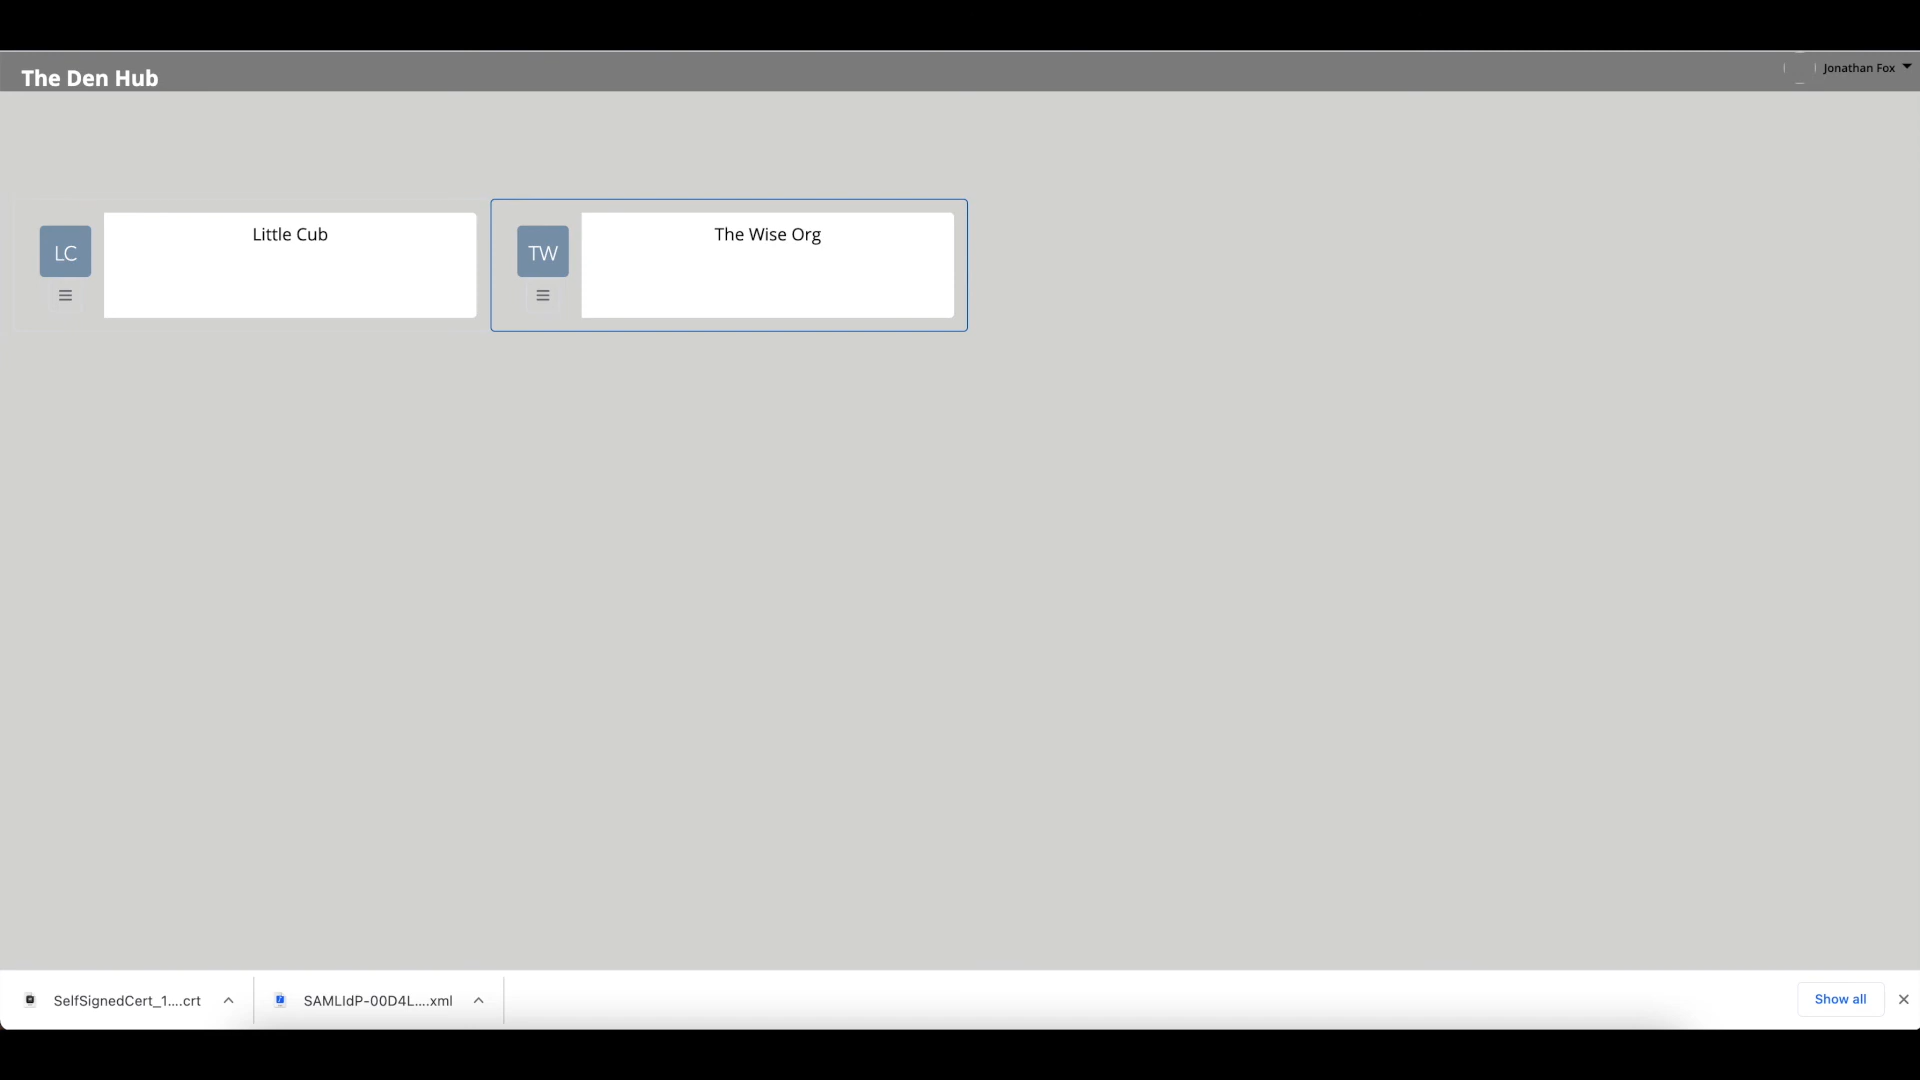 The Den Hub
Jonathan Fox
LC
Little Cub
TW
The Wise Org
SelfSignedCert_1....crt
SAMLIdP-00D4L....xml
Show all